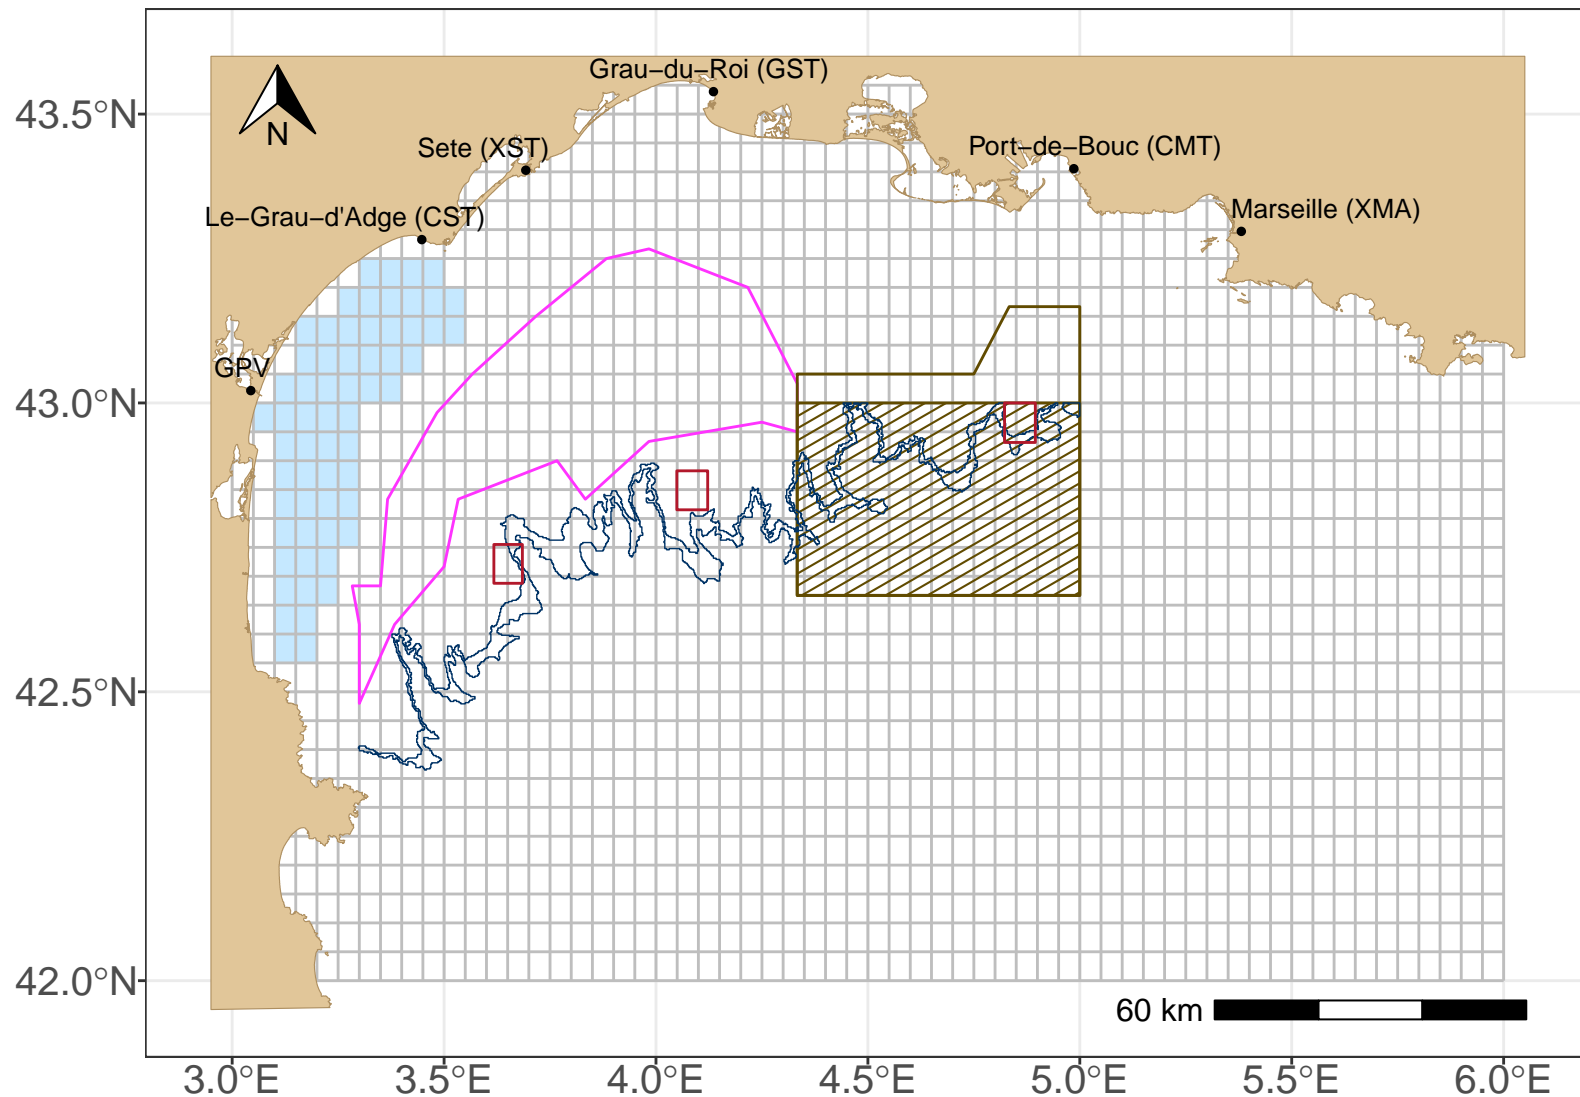 Grau−du−Roi (GST)
43.5°N
N
Sete (XST)
Port−de−Bouc (CMT)
Le−Grau−d'Adge (CST)
Marseille (XMA)
GPV
43.0°N
42.5°N
42.0°N
60 km
3.0°E 3.5°E 4.0°E 4.5°E 5.0°E 5.5°E 6.0°E